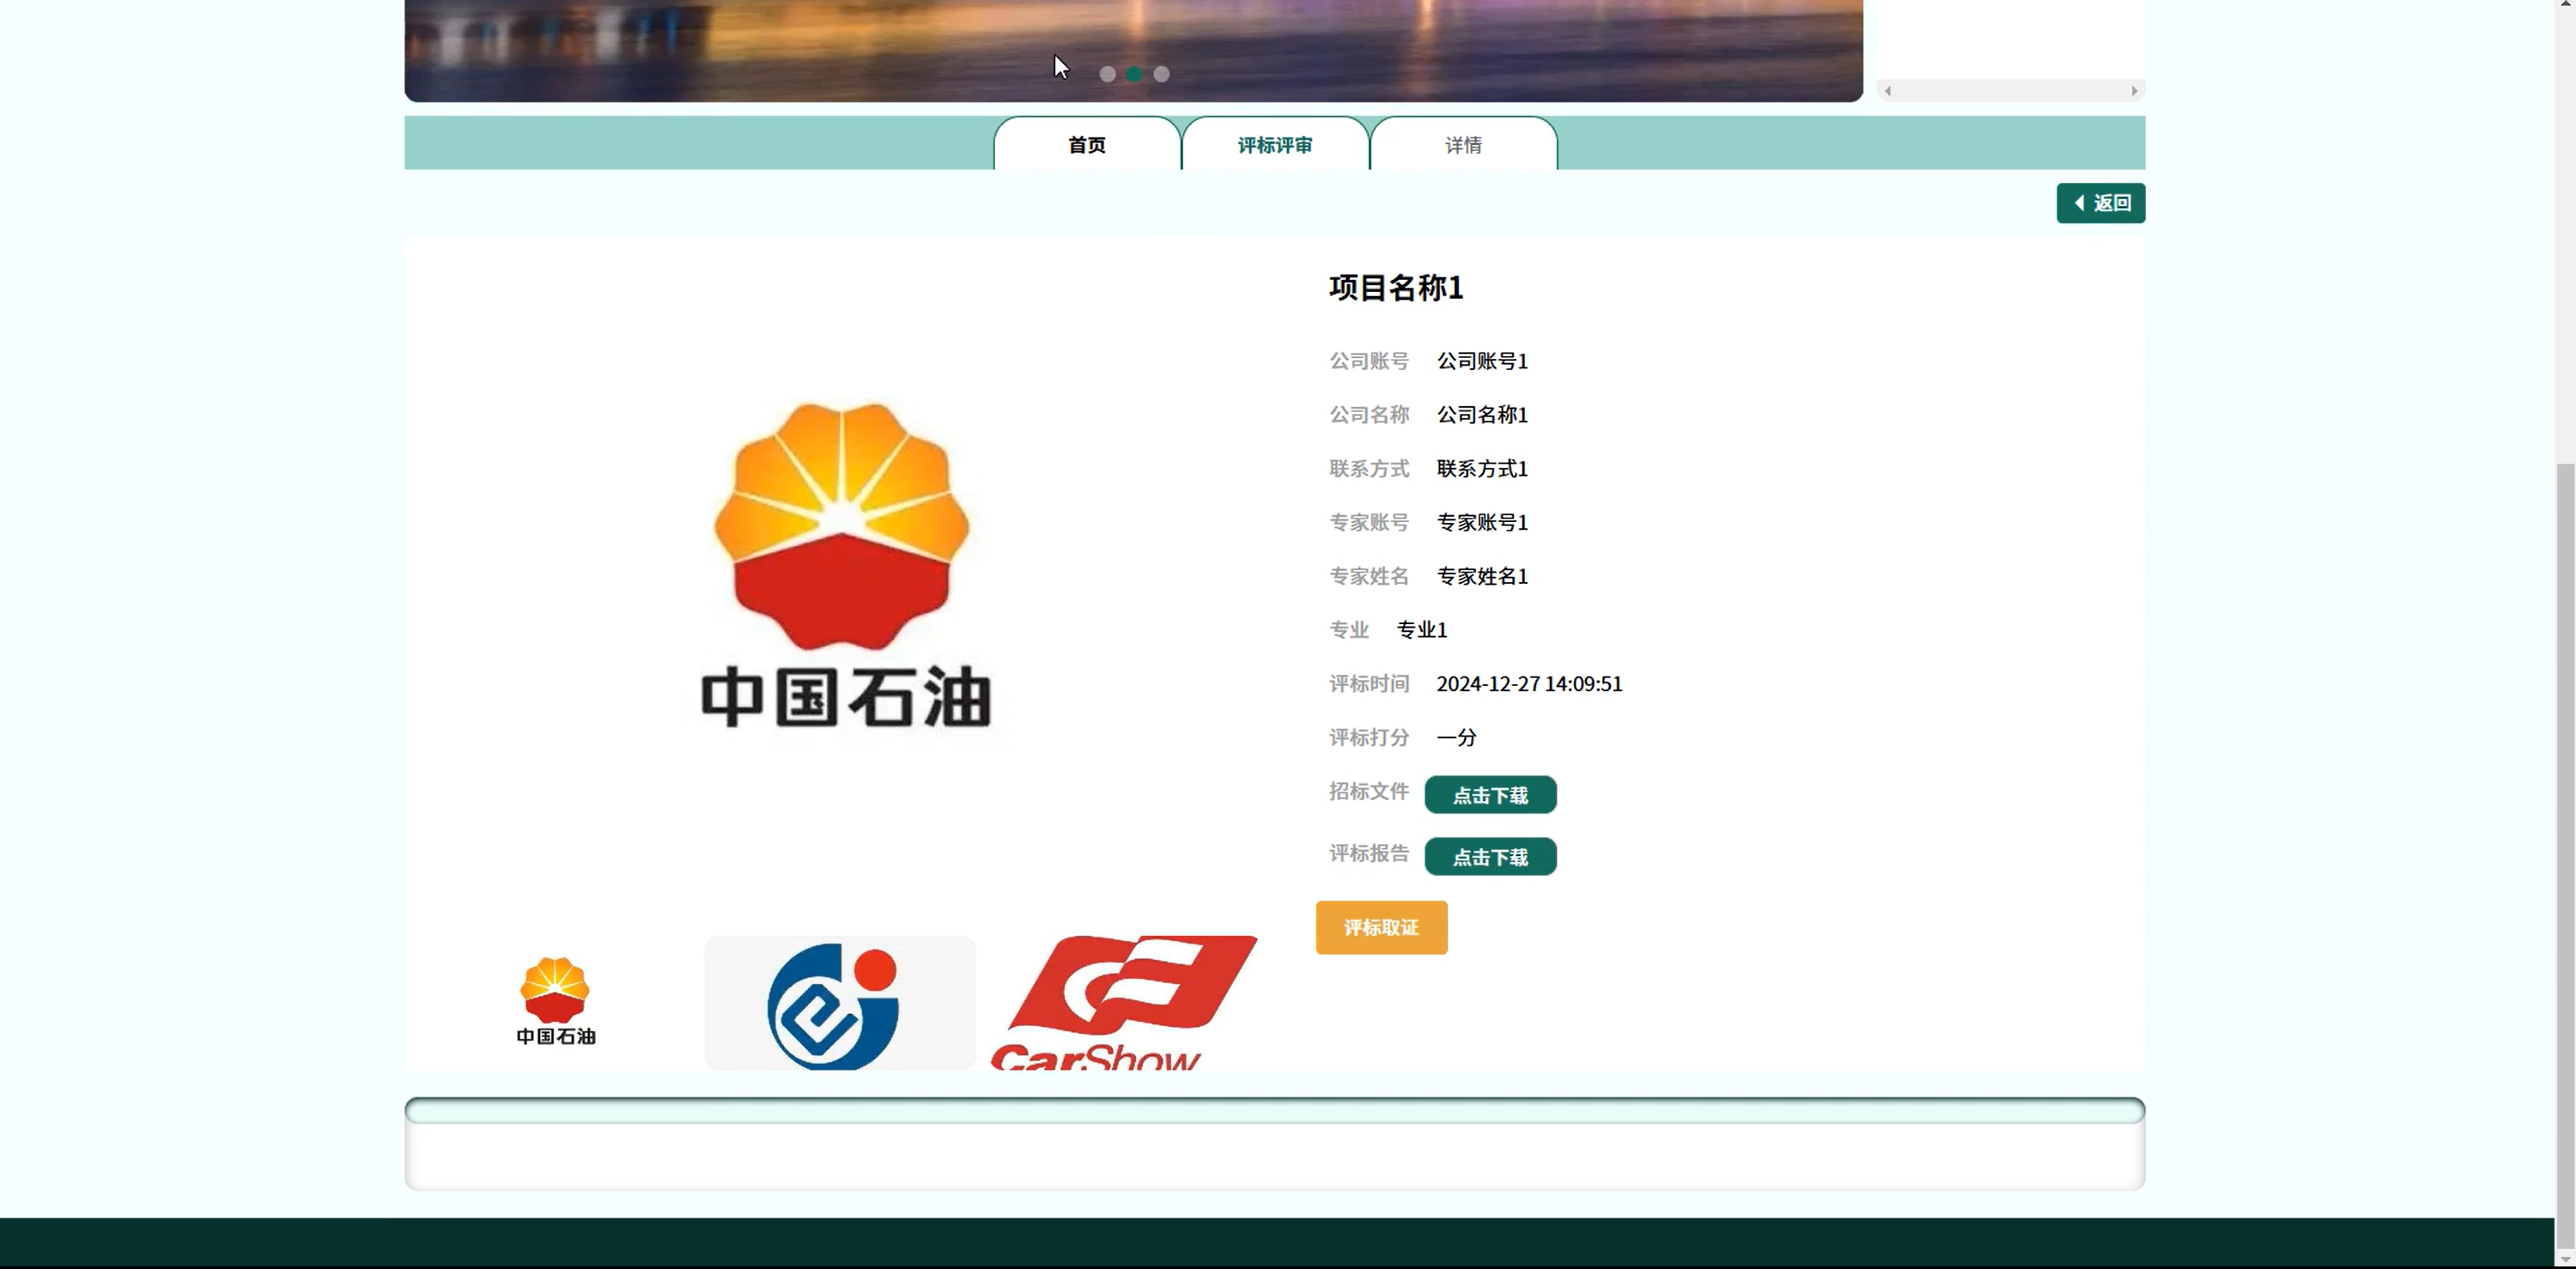 首页 评标评审 详情
返回
项目名称1
公司账号 公司账号1
公司名称 公司名称1
联系方式 联系方式1
专家账号 专家账号1
专家姓名 专家姓名1
专业 专业1
评标时间 2024-12-27 14:09:51
评标打分 一分
招标文件 点击下载
评标报告 点击下载
评标取证
中国石油
中国石油
CarShow